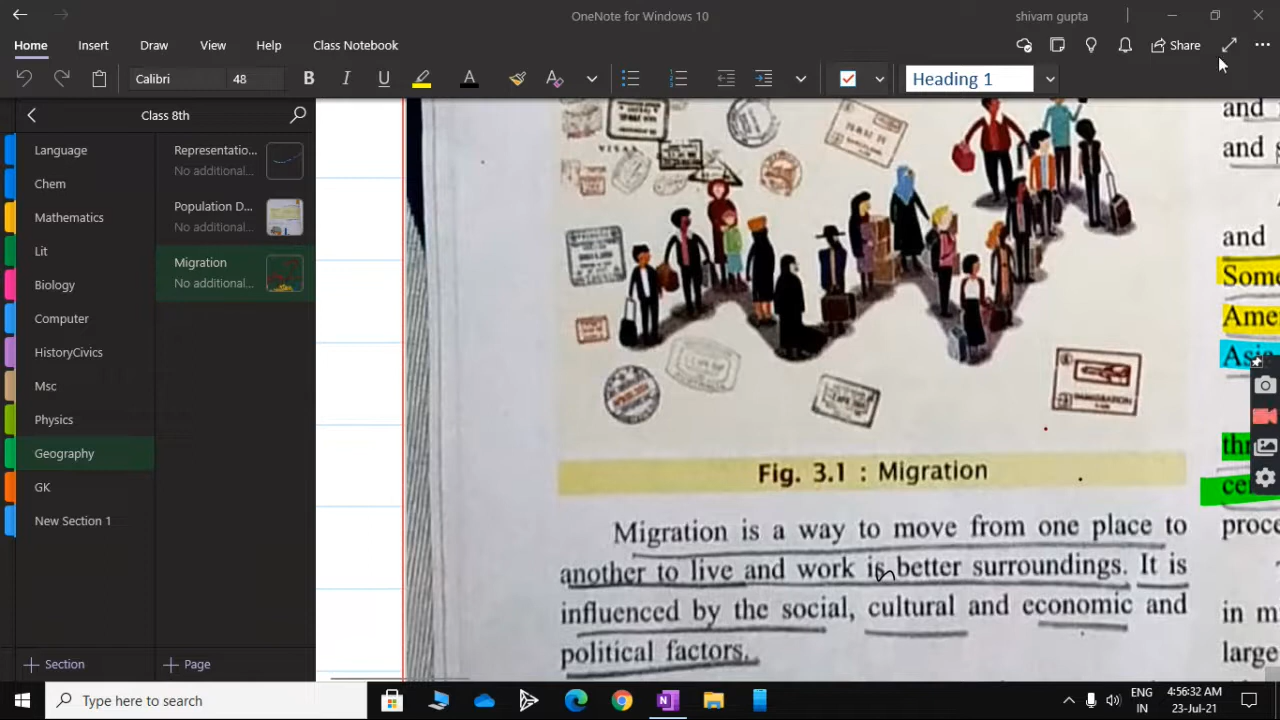 OneNote for Windows 10
shivam gupta
Home
Insert
Draw
View
Help
Class Notebook
Share
Calibri
48
B
I
U
A
Heading 1
Class 8th
Language
Chem
Mathematics
Lit
Biology
Computer
HistoryCivics
Msc
Physics
Geography
GK
New Section 1
Representatio...
No additional...
Population D...
No additional...
Migration
No additional...
Section
Page
Fig. 3.1 : Migration
Migration is a way to move from one place to
another to live and work in better surroundings. It is
influenced by the social, cultural and economic and
political factors.
and
and s
and
Some
Ame
Asia
thr
cen
proce
in m
large
Type here to search
ENG
IN
4:56:32 AM
23-Jul-21